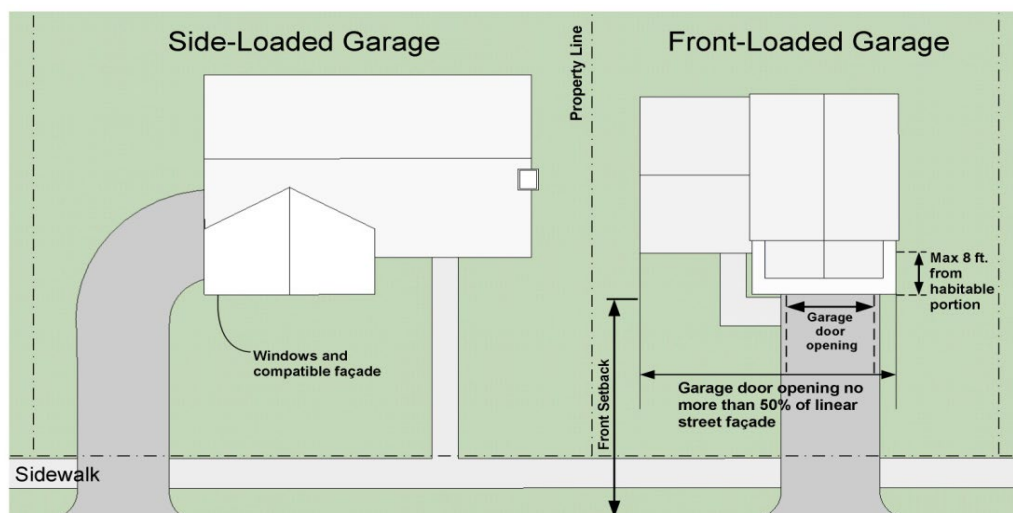 Side-Loaded Garage
Front-Loaded Garage
Property Line
Max 8 ft.
from
habitable
portion
Garage
door
opening
Windows and
compatible façade
Front Setback
Garage door opening no
more than 50% of linear
street façade
Sidewalk